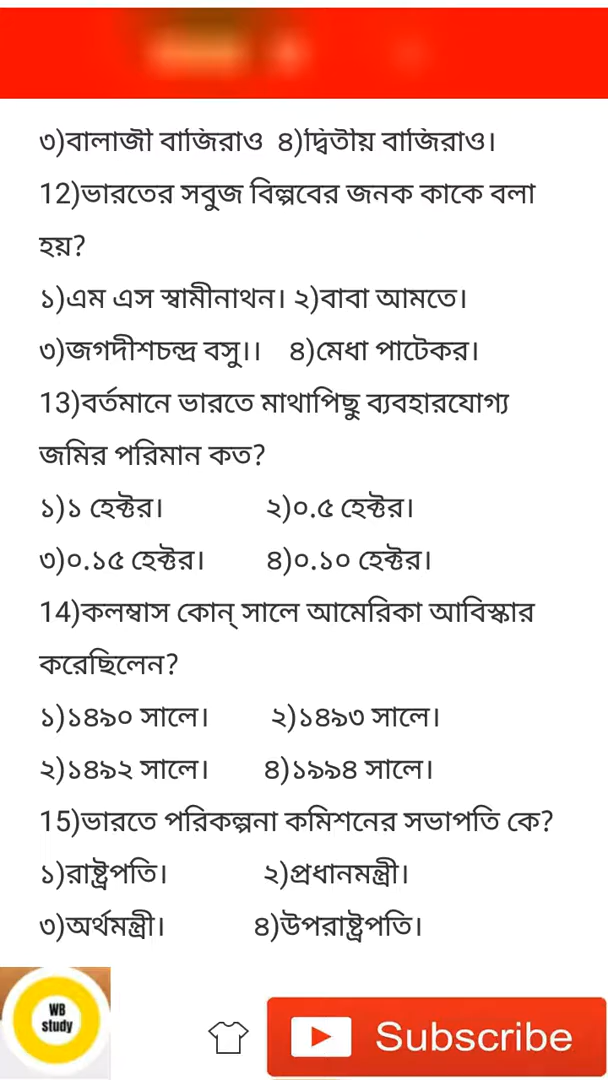 ৩)বালাজী বাজিরাও ৪)দ্বিতীয় বাজিরাও।
12)ভারতের সবুজ বিল্পবের জনক কাকে বলা
হয়?
১)এম এস স্বামীনাথন। ২)বাবা আমতে।
৩)জগদীশচন্দ্র বসু।। ৪)মেধা পাটেকর।
13)বর্তমানে ভারতে মাথাপিছু ব্যবহারযোগ্য
জমির পরিমান কত?
১)১ হেক্টর। ২)০.৫ হেক্টর।
৩)০.১৫ হেক্টর। ৪)০.১০ হেক্টর।
14)কলম্বাস কোন্ সালে আমেরিকা আবিস্কার
করেছিলেন?
১)১৪৯০ সালে। ২)১৪৯৩ সালে।
২)১৪৯২ সালে। ৪)১৯৯৪ সালে।
15)ভারতে পরিকল্পনা কমিশনের সভাপতি কে?
১)রাষ্ট্রপতি। ২)প্রধানমন্ত্রী।
৩)অর্থমন্ত্রী। ৪)উপরাষ্ট্রপতি।
WB
study
Subscribe